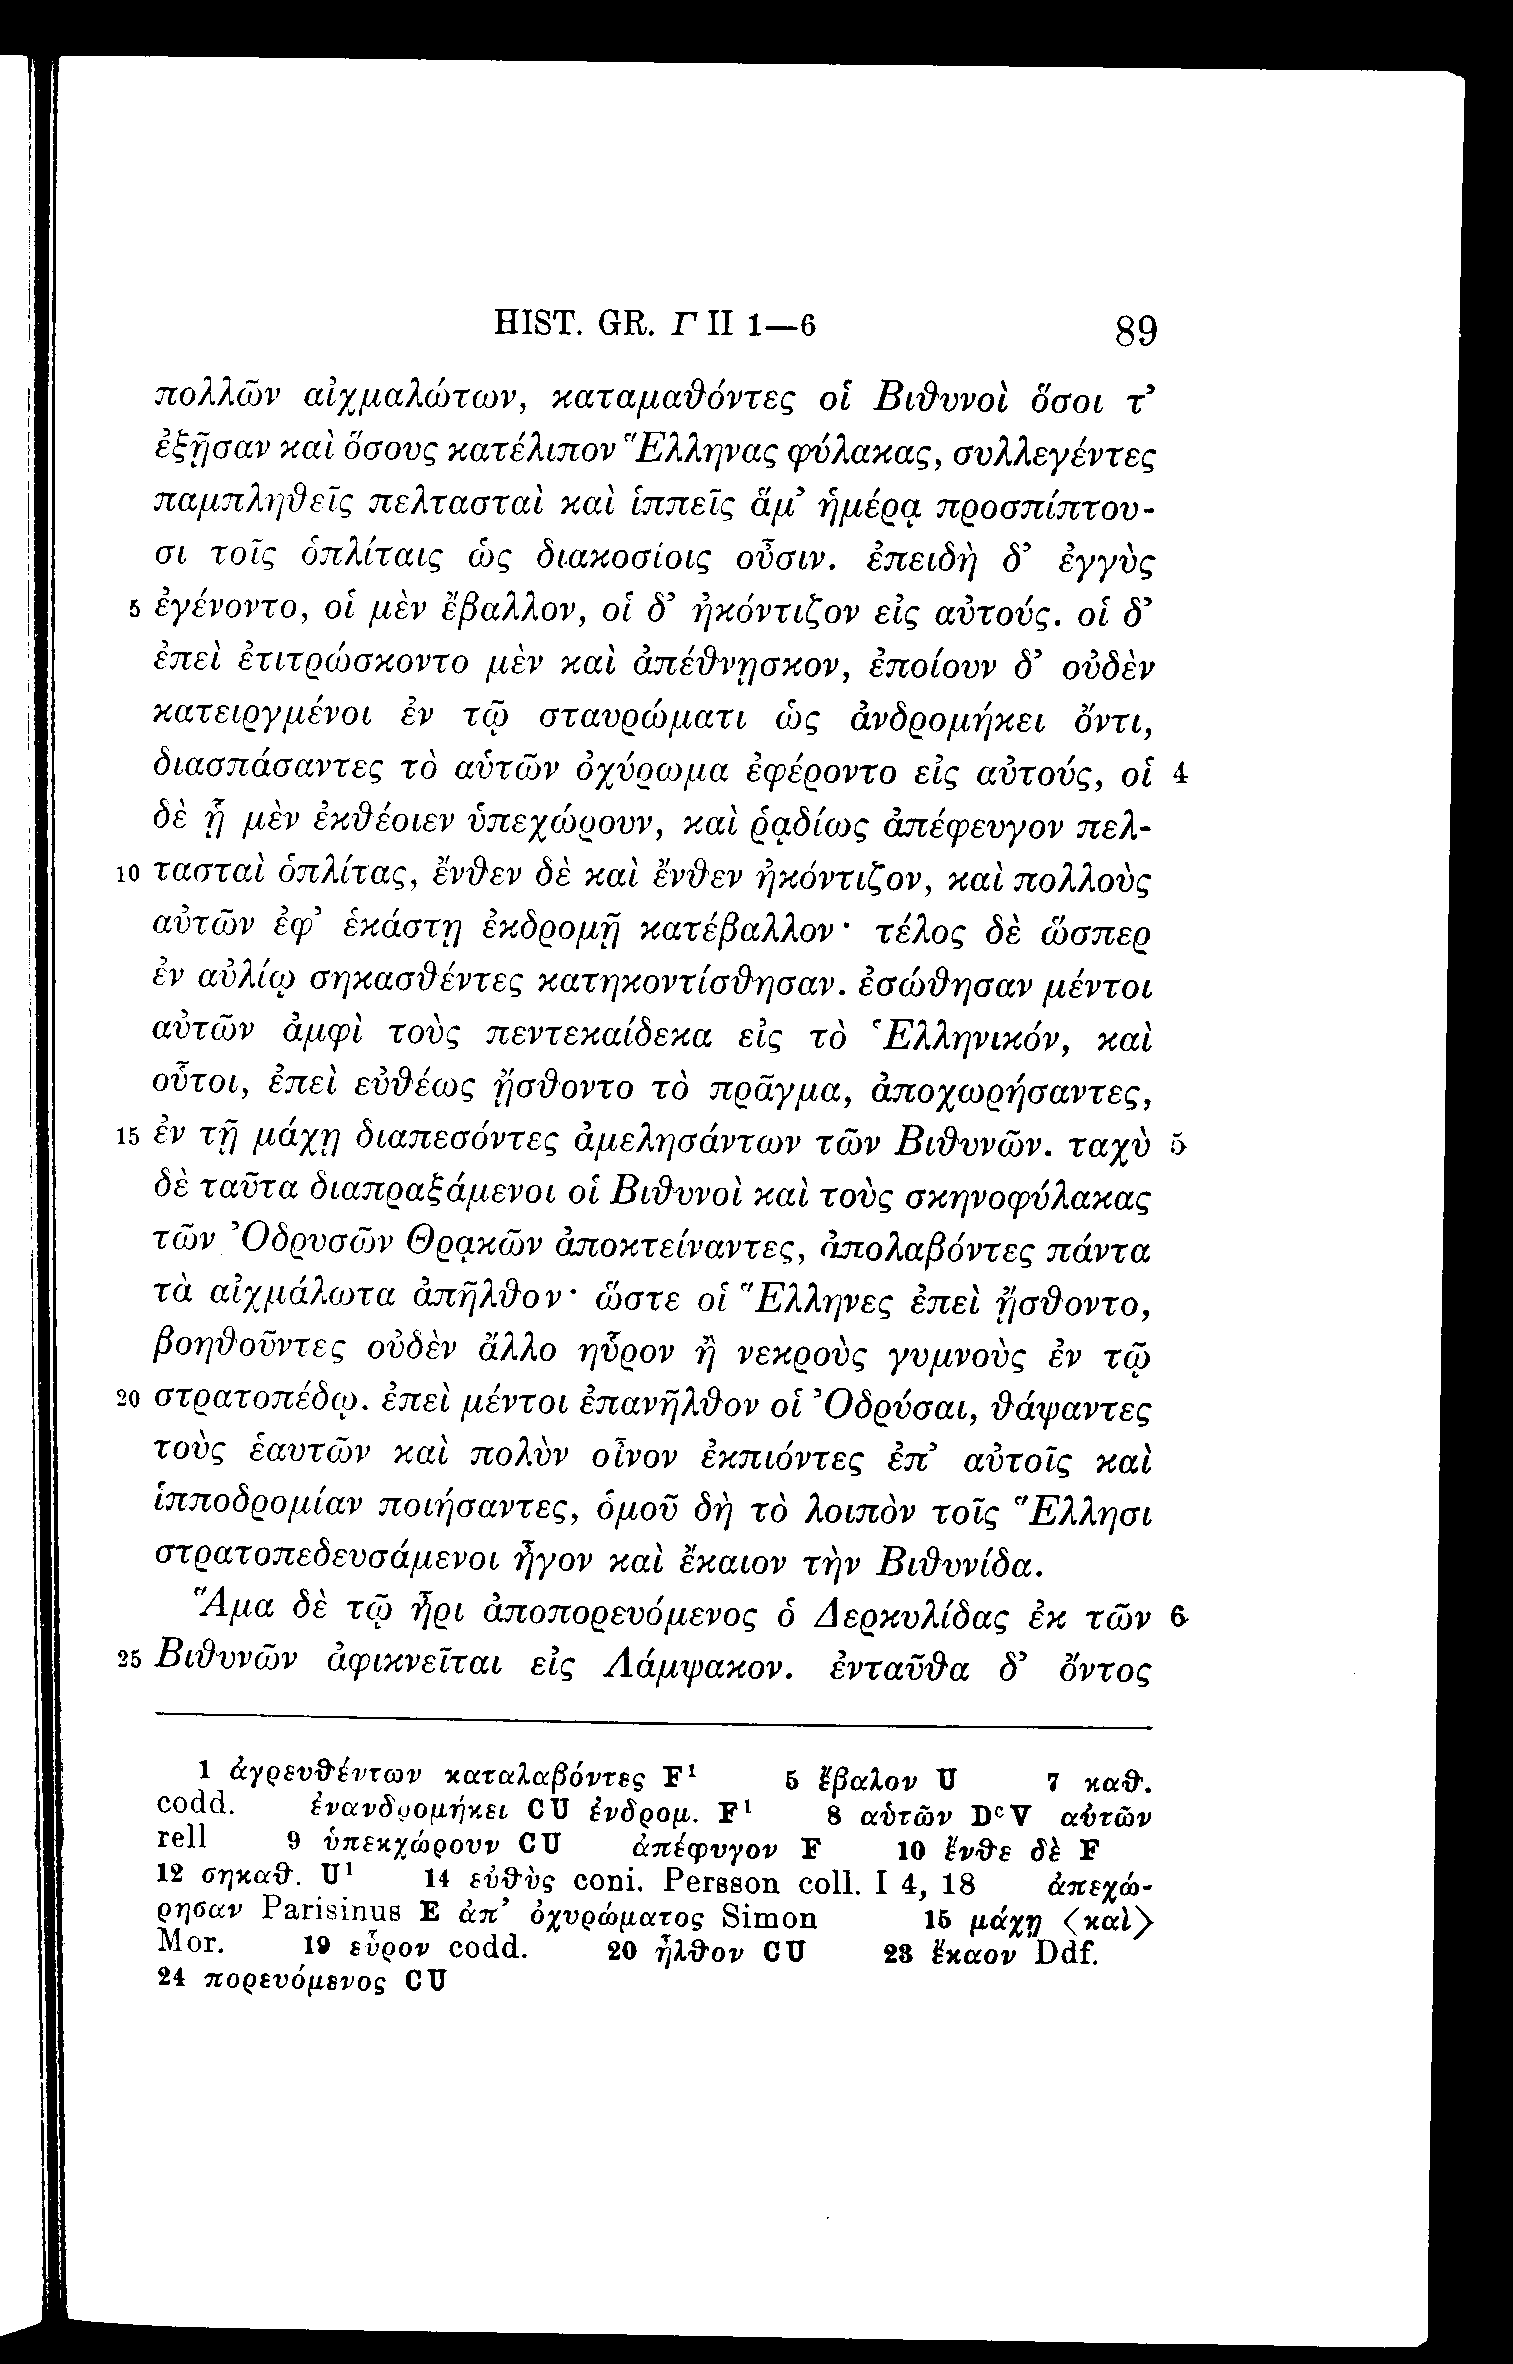 HIST. GR. Γ II 1—6 89
πολλῶν αἰχμαλώτων, καταμαθόντες οἱ Βιθυνοὶ ὅσοι τ’
ἐξῇσαν καὶ ὅσους κατέλιπον Ἕλληνας φύλακας, συλλεγέντες
παμπληθεῖς πελτασταὶ καὶ ἱππεῖς ἅμ’ ἡμέρᾳ προσπίπτου-
σι τοῖς ὁπλίταις ὡς διακοσίοις οὖσιν. ἐπειδὴ δ’ ἐγγὺς
5 ἐγένοντο, οἱ μὲν ἔβαλλον, οἱ δ’ ἠκόντιζον εἰς αὐτούς. οἱ δ’
ἐπεὶ ἐτιτρώσκοντο μὲν καὶ ἀπέθνῃσκον, ἐποίουν δ’ οὐδὲν
κατειργμένοι ἐν τῷ σταυρώματι ὡς ἀνδρομήκει ὄντι,
διασπάσαντες τὸ αὑτῶν ὀχύρωμα ἐφέροντο εἰς αὐτούς, οἱ 4
δὲ ᾗ μὲν ἐκθέοιεν ὑπεχώρουν, καὶ ῥᾳδίως ἀπέφευγον πελ-
10 τασταὶ ὁπλίτας, ἔνθεν δὲ καὶ ἔνθεν ἠκόντιζον, καὶ πολλοὺς
αὐτῶν ἐφ’ ἑκάστῃ ἐκδρομῇ κατέβαλλον· τέλος δὲ ὥσπερ
ἐν αὐλίῳ σηκασθέντες κατηκοντίσθησαν. ἐσώθησαν μέντοι
αὐτῶν ἀμφὶ τοὺς πεντεκαίδεκα εἰς τὸ Ἑλληνικόν, καὶ
οὗτοι, ἐπεὶ εὐθέως ᾔσθοντο τὸ πρᾶγμα, ἀποχωρήσαντες,
15 ἐν τῇ μάχῃ διαπεσόντες ἀμελησάντων τῶν Βιθυνῶν. ταχὺ 5
δὲ ταῦτα διαπραξάμενοι οἱ Βιθυνοὶ καὶ τοὺς σκηνοφύλακας
τῶν Ὀδρυσῶν Θρᾳκῶν ἀποκτείναντες, ἀπολαβόντες πάντα
τὰ αἰχμάλωτα ἀπῆλθον· ὥστε οἱ Ἕλληνες ἐπεὶ ᾔσθοντο,
βοηθοῦντες οὐδὲν ἄλλο ηὗρον ἢ νεκροὺς γυμνοὺς ἐν τῷ
20 στρατοπέδῳ. ἐπεὶ μέντοι ἐπανῆλθον οἱ Ὀδρύσαι, θάψαντες
τοὺς ἑαυτῶν καὶ πολὺν οἶνον ἐκπιόντες ἐπ’ αὐτοῖς καὶ
ἱπποδρομίαν ποιήσαντες, ὁμοῦ δὴ τὸ λοιπὸν τοῖς Ἕλλησι
στρατοπεδευσάμενοι ἦγον καὶ ἔκαιον τὴν Βιθυνίδα.
Ἅμα δὲ τῷ ἦρι ἀποπορευόμενος ὁ Δερκυλίδας ἐκ τῶν 6
25 Βιθυνῶν ἀφικνεῖται εἰς Λάμψακον. ἐνταῦθα δ’ ὄντος
1 ἀγρευθέντων καταλαβόντες F¹ 5 ἔβαλον U 7 καθ.
codd. ἐνανδρομήκει CU ἐνδρομ. F¹ 8 αὑτῶν DᶜV αὐτῶν
rell 9 ὑπεκχώρουν CU ἀπέφυγον F 10 ἔνθε δὲ F
12 σηκαθ. U¹ 14 εὐθὺς coni. Persson coll. I 4, 18 ἀπεχώ-
ρησαν Parisinus E ἀπ’ ὀχυρώματος Simon 15 μάχῃ ⟨καὶ⟩
Mor. 19 εὗρον codd. 20 ἦλθον CU 23 ἔκαον Ddf.
24 πορευόμενος CU